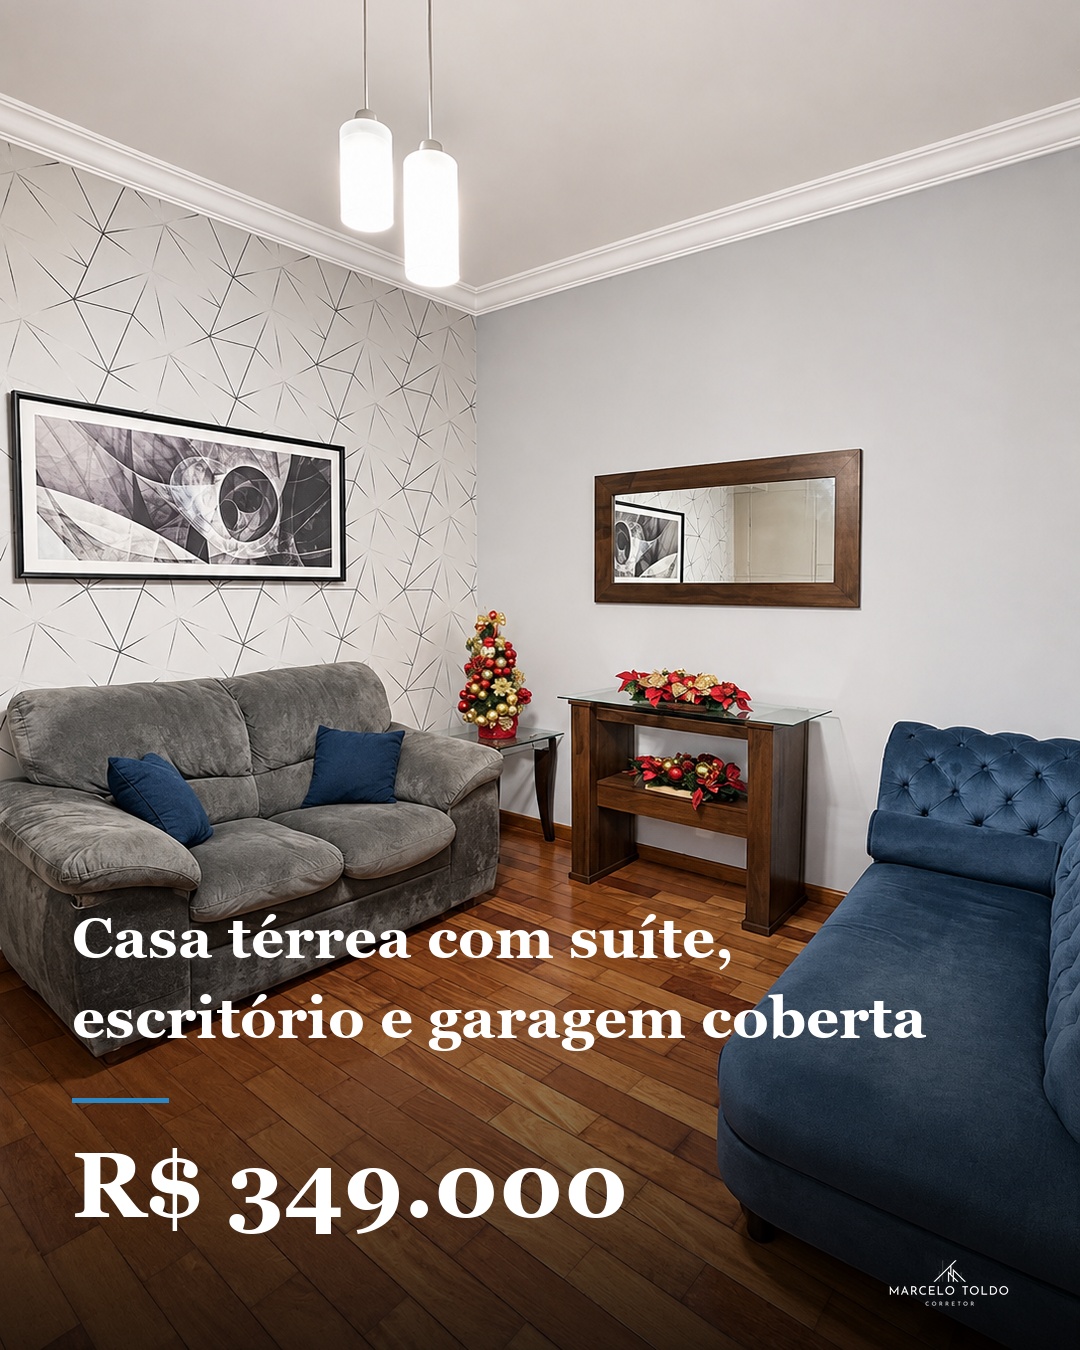 Casa térrea com suíte,
escritório e garagem coberta
R$ 349.000
MARCELO TOLDO
CORRETOR